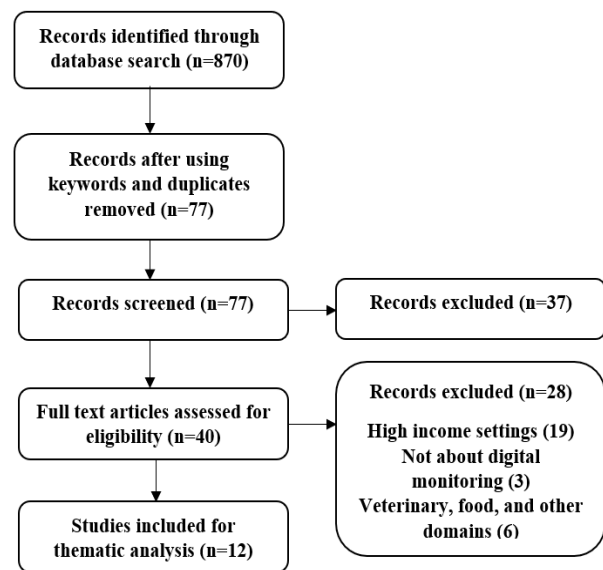 Records identified through
database search (n=870)
Records after using
keywords and duplicates
removed (n=77)
Records screened (n=77)
Records excluded (n=37)
Full text articles assessed for
eligibility (n=40)
Records excluded (n=28)
High income settings (19)
Not about digital
monitoring (3)
Veterinary, food, and other
domains (6)
Studies included for
thematic analysis (n=12)